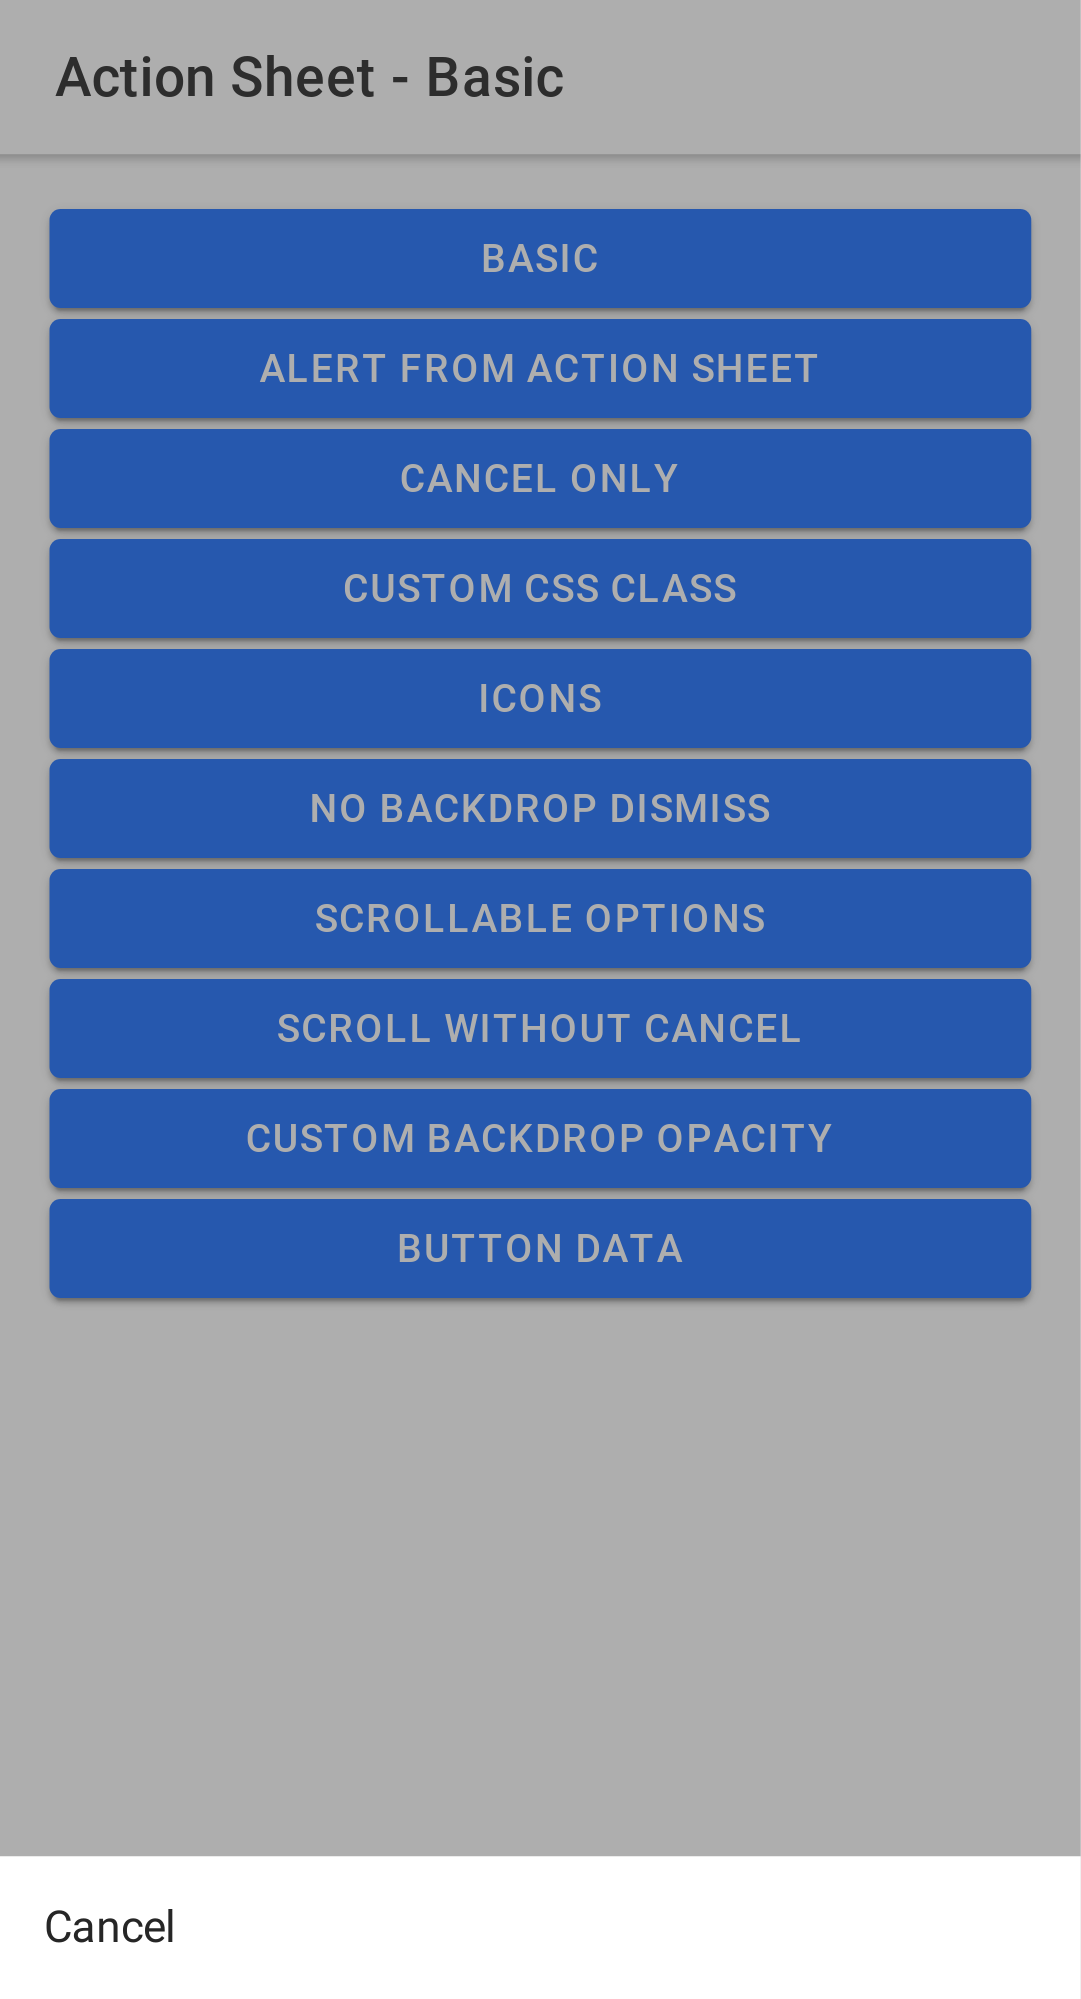 Action Sheet - Basic
BASIC
ALERT FROM ACTION SHEET
CANCEL ONLY
CUSTOM CSS CLASS
ICONS
NO BACKDROP DISMISS
SCROLLABLE OPTIONS
SCROLL WITHOUT CANCEL
CUSTOM BACKDROP OPACITY
BUTTON DATA
Cancel